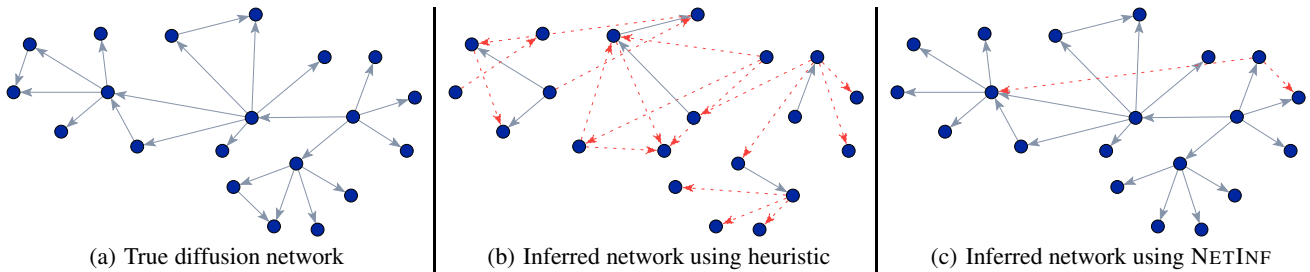 (a) True diffusion network
(b) Inferred network using heuristic
(c) Inferred network using NETINF